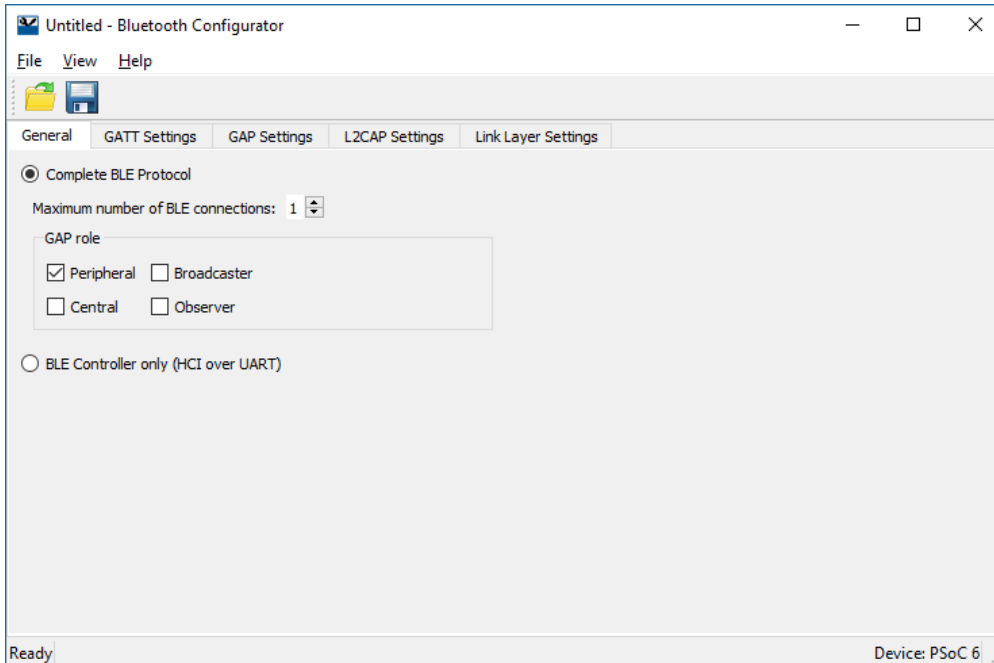 Untitled - Bluetooth Configurator
File View Help
General GATT Settings GAP Settings L2CAP Settings Link Layer Settings
Complete BLE Protocol
Maximum number of BLE connections: 1
GAP role
Peripheral Broadcaster
Central Observer
BLE Controller only (HCI over UART)
Ready Device: PSoC 6